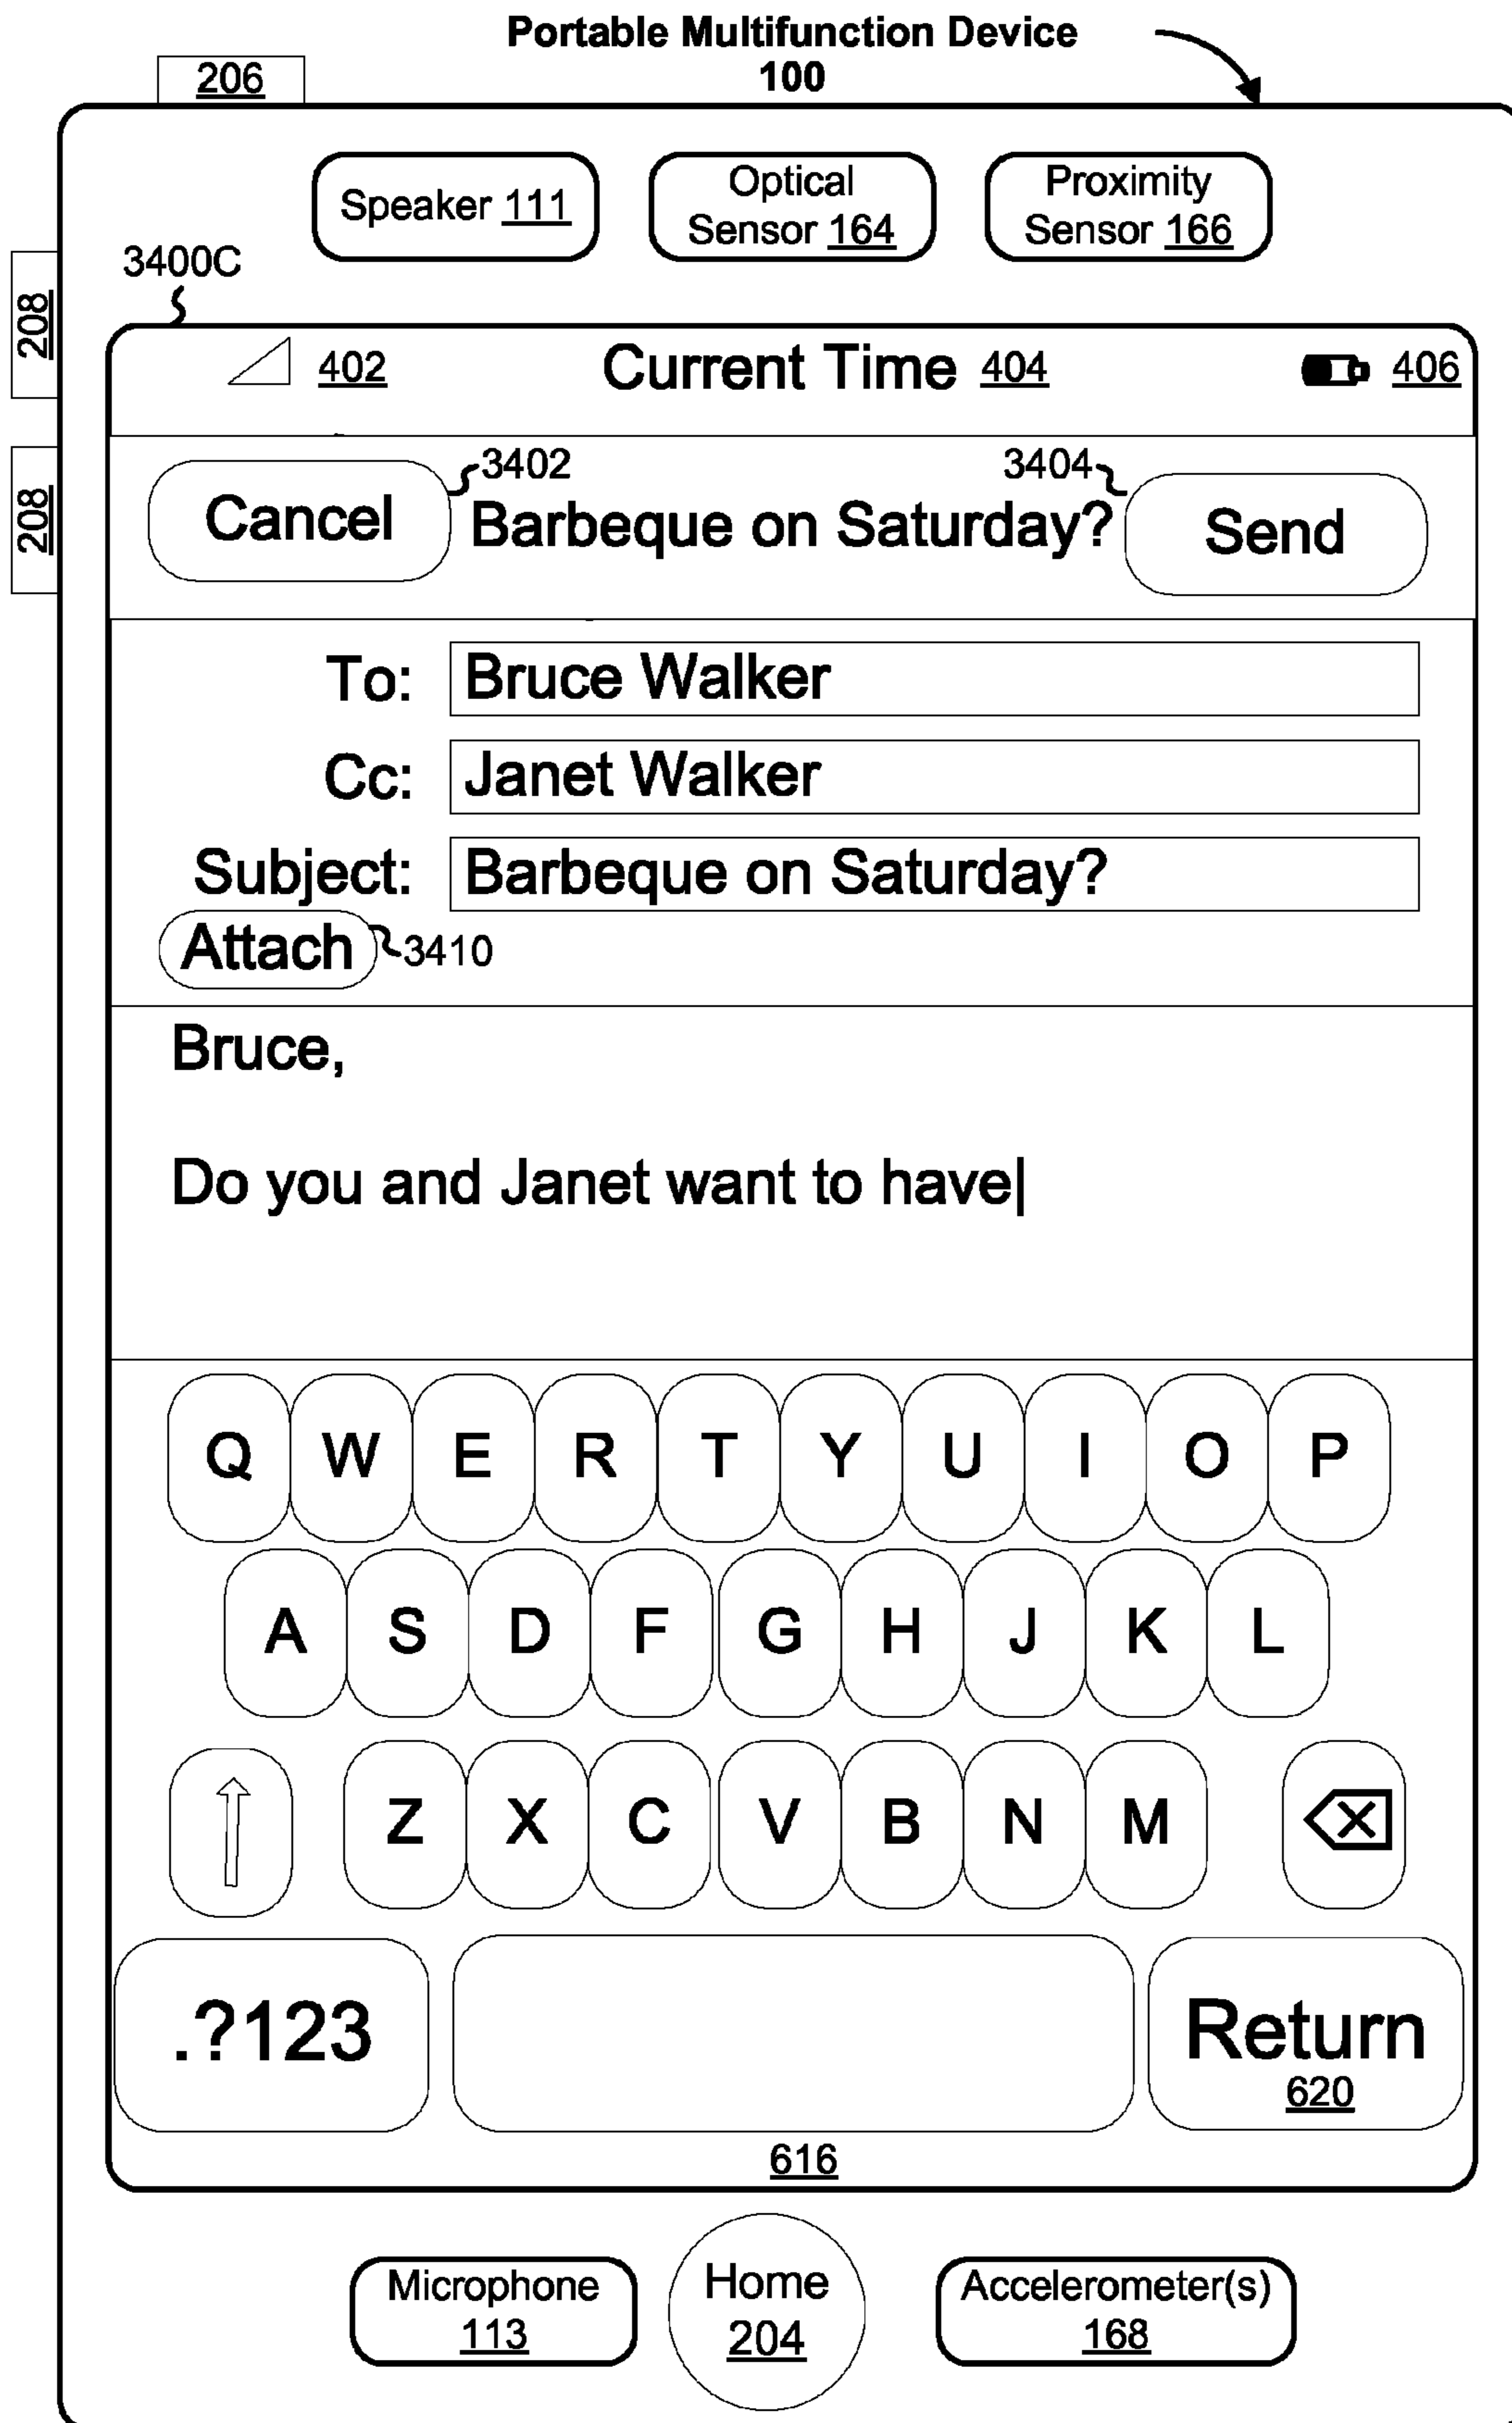 Portable Multifunction Device
100
206
Speaker 111
Optical
Sensor 164
Proximity
Sensor 166
208
3400C
402 Current Time 404 406
208
3402
3404
Cancel Barbeque on Saturday? Send
To: Bruce Walker
Cc: Janet Walker
Subject: Barbeque on Saturday?
Attach 3410
Bruce,
Do you and Janet want to have
Q W E R T Y U I O P
A S D F G H J K L
Z X C V B N M
.?123 Return
620
616
Microphone
113
Home
204
Accelerometer(s)
168